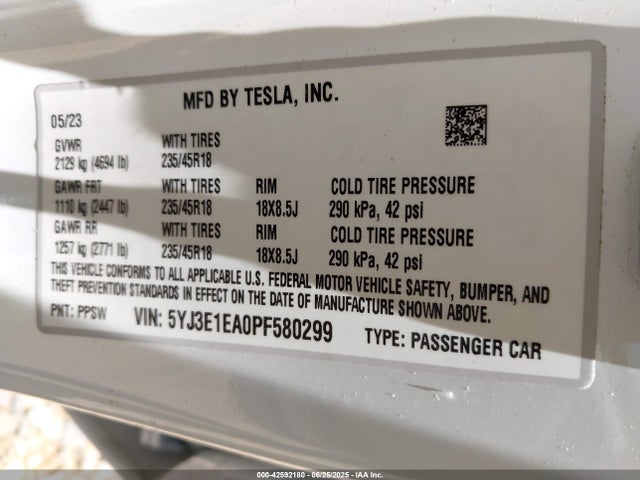 MFD BY TESLA, INC.
05/23
GVWR WITH TIRES
2129 kg (4694 lb) 235/45R18
GAWR FRT WITH TIRES RIM COLD TIRE PRESSURE
1110 kg (2447 lb) 235/45R18 18X8.5J 290 kPa, 42 psi
GAWR RR WITH TIRES RIM COLD TIRE PRESSURE
1257 kg (2771 lb) 235/45R18 18X8.5J 290 kPa, 42 psi
THIS VEHICLE CONFORMS TO ALL APPLICABLE U.S. FEDERAL MOTOR VEHICLE SAFETY, BUMPER, AND
THEFT PREVENTION STANDARDS IN EFFECT ON THE DATE OF MANUFACTURE SHOWN ABOVE.
PNT: PPSW VIN: 5YJ3E1EA0PF580299 TYPE: PASSENGER CAR
000-42592180 - 06/25/2025 - IAA Inc.